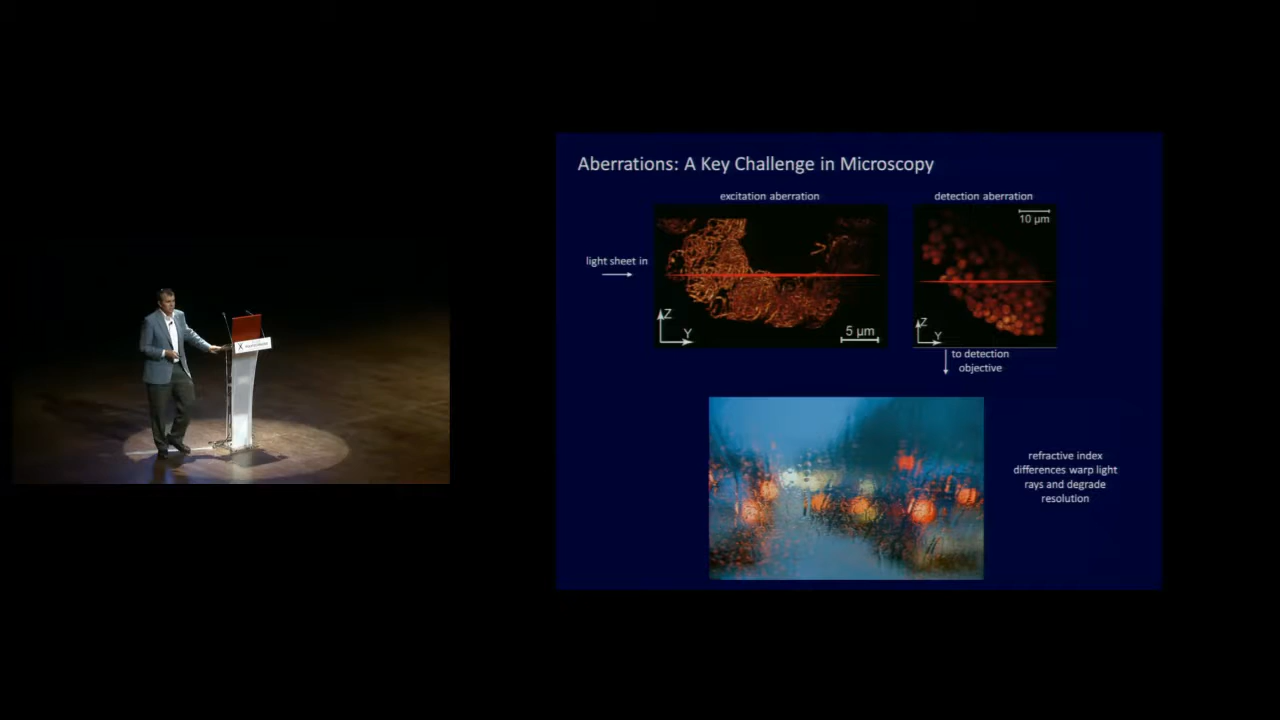 Aberrations: A Key Challenge in Microscopy
excitation aberration
detection aberration
10 μm
light sheet in
Z
Y
5 μm
Z
Y
to detection
objective
refractive index
differences warp light
rays and degrade
resolution